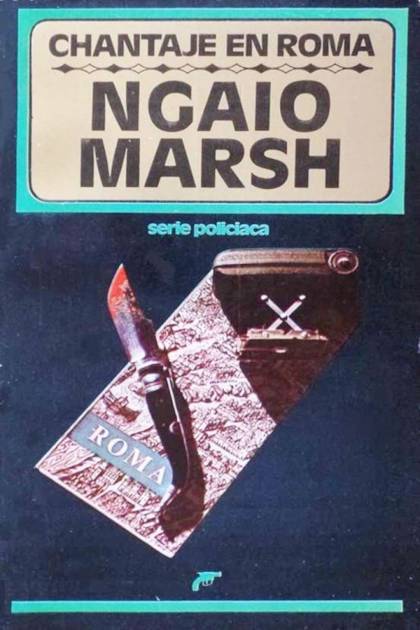 CHANTAJE EN ROMA
NGAIO
MARSH
serie policiaca
ROMA